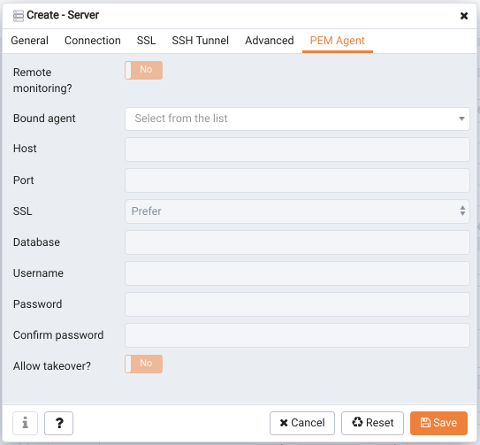 Create - Server
General Connection SSL SSH Tunnel Advanced PEM Agent
Remote
monitoring?
No
Bound agent
Select from the list
Host
Port
SSL
Prefer
Database
Username
Password
Confirm password
Allow takeover?
No
i ? Cancel Reset Save